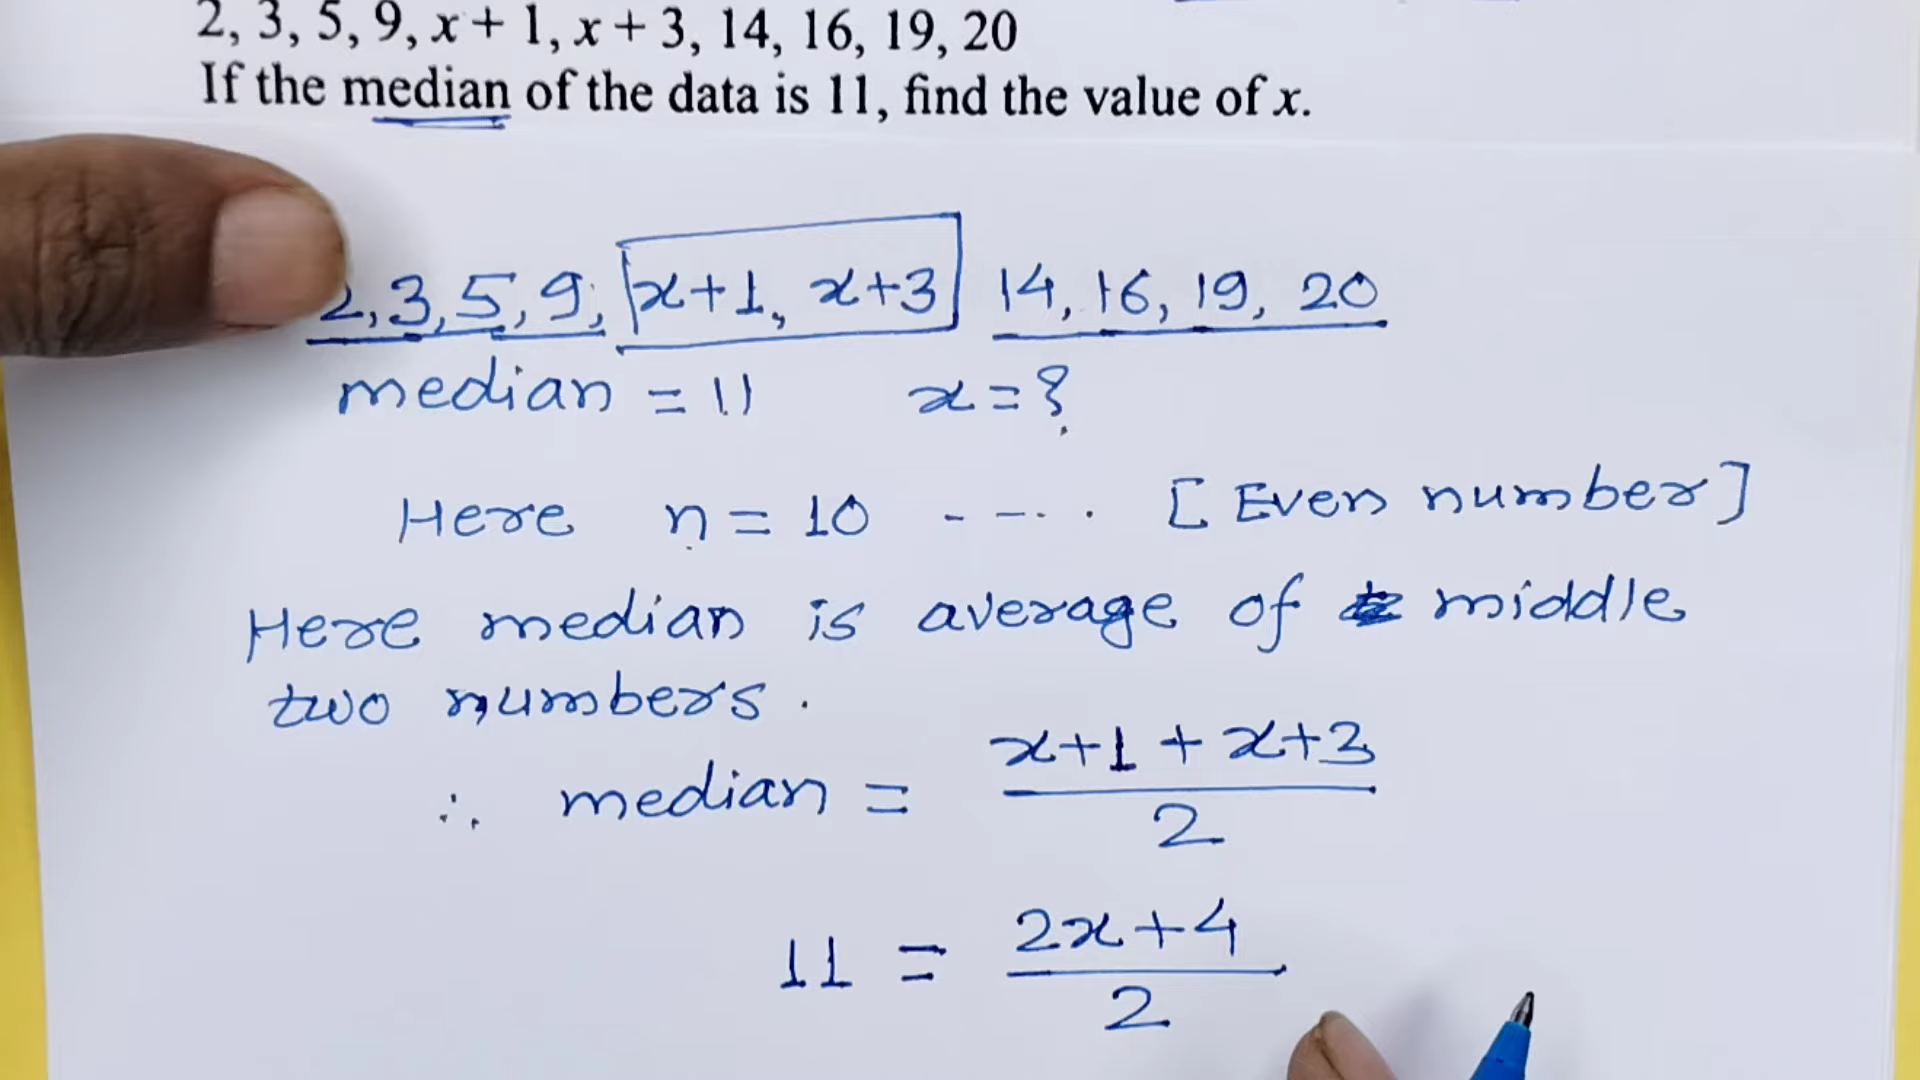 2, 3, 5, 9, x + 1, x + 3, 14, 16, 19, 20
If the median of the data is 11, find the value of x.
2, 3, 5, 9, x+1, x+3 14, 16, 19, 20
median = 11 x = ?
Here n = 10 - - - . . [Even number]
Here median is average of middle
two numbers.
∴ median = x+1 + x+3 / 2
11 = 2x+4 / 2